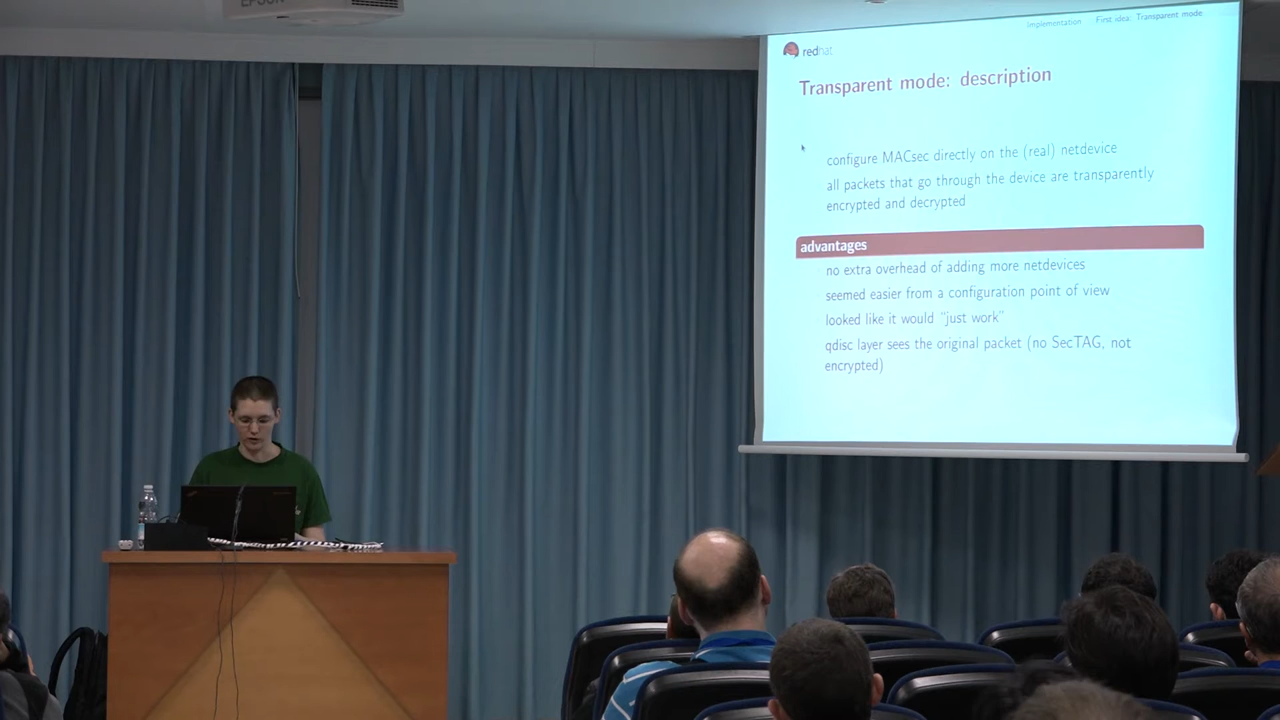 EPSON
Implementation First idea: Transparent mode
redhat
Transparent mode: description
configure MACsec directly on the (real) netdevice
all packets that go through the device are transparently
encrypted and decrypted
advantages
no extra overhead of adding more netdevices
seemed easier from a configuration point of view
looked like it would "just work"
qdisc layer sees the original packet (no SecTAG, not
encrypted)